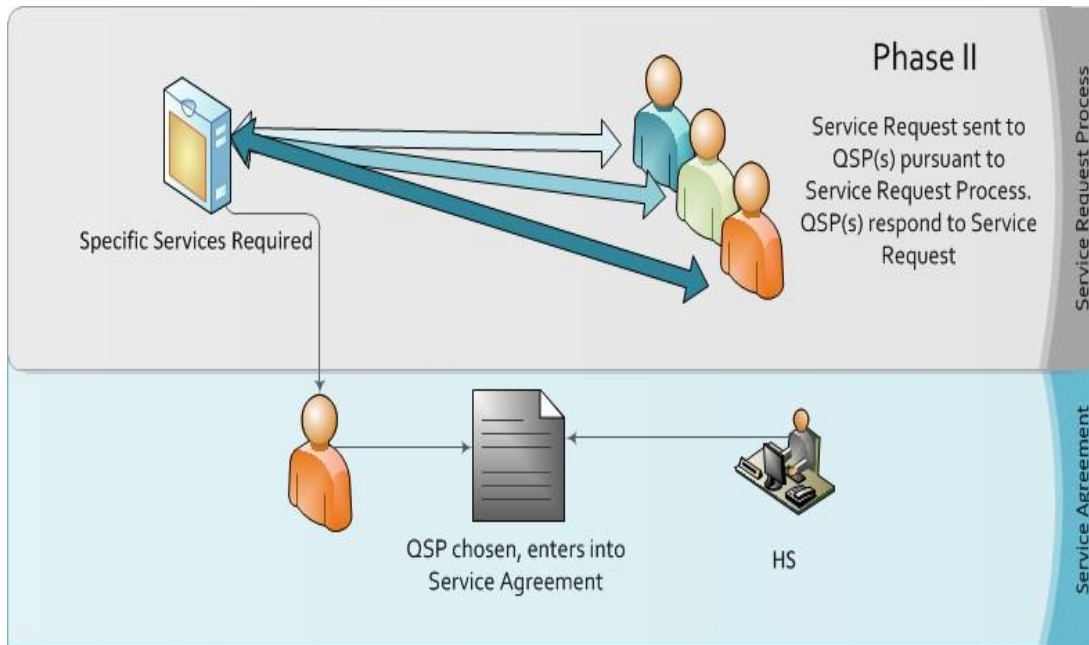 Phase II
Service Request sent to
QSP(s) pursuant to
Service Request Process.
QSP(s) respond to Service
Request
Specific Services Required
Service Request Process
QSP chosen, enters into
Service Agreement
HS
Service Agreement